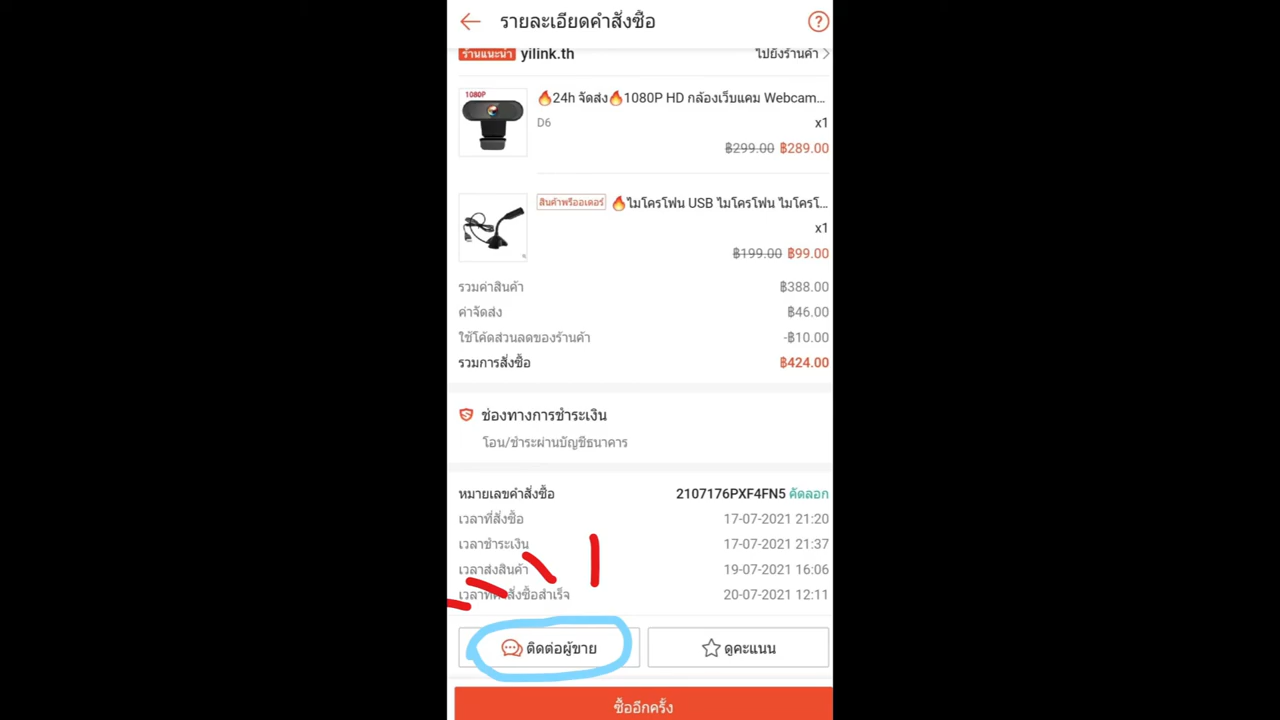 รายละเอียดคำสั่งซื้อ ?
ร้านแนะนำ yilink.th ไปยังร้านค้า
1080P
🔥24h จัดส่ง🔥1080P HD กล้องเว็บแคม Webcam...
D6 x1
฿299.00 ฿289.00
สินค้าพรีออเดอร์ 🔥ไมโครโฟน USB ไมโครโฟน ไมโครโ...
x1
฿199.00 ฿99.00
รวมค่าสินค้า ฿388.00
ค่าจัดส่ง ฿46.00
ใช้โค้ดส่วนลดของร้านค้า -฿10.00
รวมการสั่งซื้อ ฿424.00
ช่องทางการชำระเงิน
โอน/ชำระผ่านบัญชีธนาคาร
หมายเลขคำสั่งซื้อ 2107176PXF4FN5 คัดลอก
เวลาที่สั่งซื้อ 17-07-2021 21:20
เวลาชำระเงิน 17-07-2021 21:37
เวลาส่งสินค้า 19-07-2021 16:06
เวลาที่คำสั่งซื้อสำเร็จ 20-07-2021 12:11
ติดต่อผู้ขาย ดูคะแนน
ซื้ออีกครั้ง